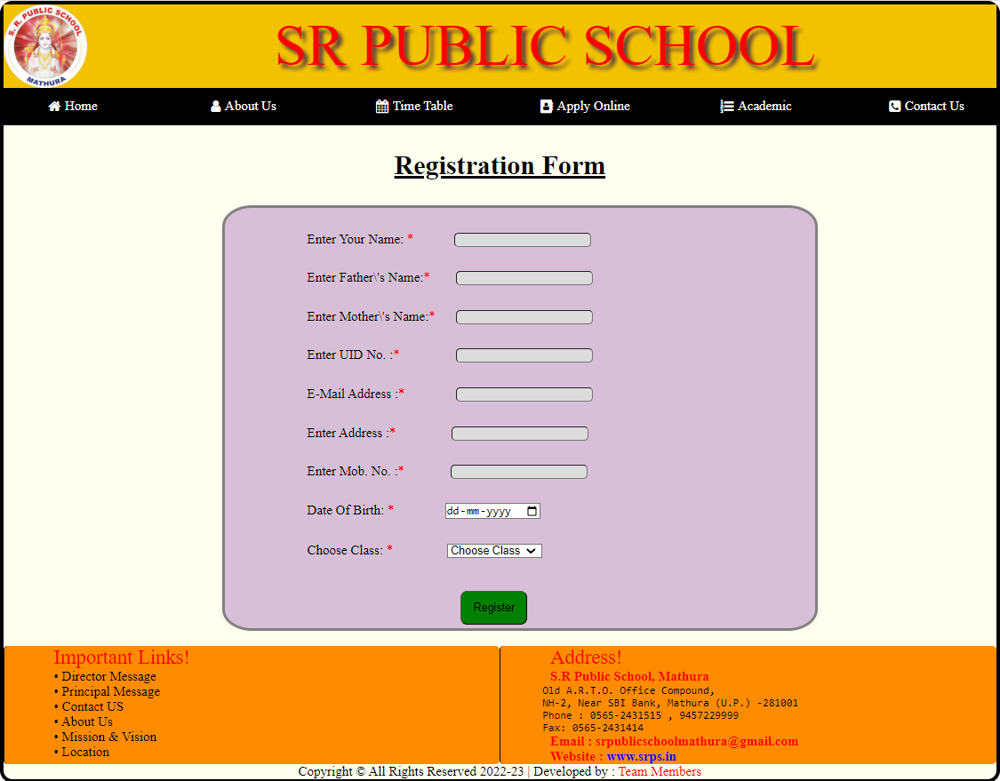 S. R. PUBLIC SCHOOL
MATHURA
SR PUBLIC SCHOOL
Home About Us Time Table Apply Online Academic Contact Us
Registration Form
Enter Your Name: *
Enter Father\'s Name:*
Enter Mother\'s Name:*
Enter UID No. :*
E-Mail Address :*
Enter Address :*
Enter Mob. No. :*
Date Of Birth: * dd-mm-yyyy
Choose Class: * Choose Class
Register
Important Links!
• Director Message
• Principal Message
• Contact US
• About Us
• Mission & Vision
• Location
Address!
S.R Public School, Mathura
Old A.R.T.O. Office Compound,
NH-2, Near SBI Bank, Mathura (U.P.) -281001
Phone : 0565-2431515 , 9457229999
Fax: 0565-2431414
Email : srpublicschoolmathura@gmail.com
Website : www.srps.in
Copyright © All Rights Reserved 2022-23 | Developed by : Team Members